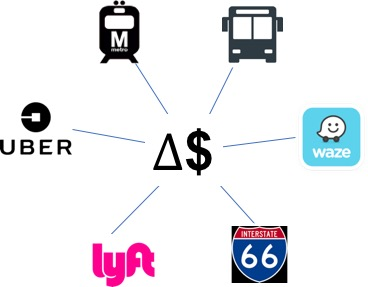 M
metro
UBER
Δ$
waze
lyft
INTERSTATE
66